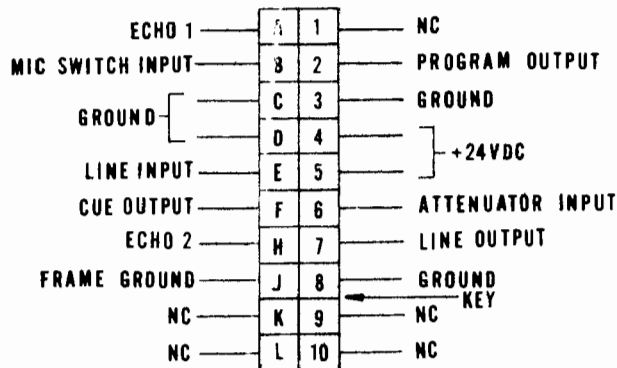 ECHO 1 A 1 NC
MIC SWITCH INPUT B 2 PROGRAM OUTPUT
GROUND C 3 GROUND
D 4 +24VDC
LINE INPUT E 5
CUE OUTPUT F 6 ATTENUATOR INPUT
ECHO 2 H 7 LINE OUTPUT
FRAME GROUND J 8 GROUND
KEY
NC K 9 NC
NC L 10 NC